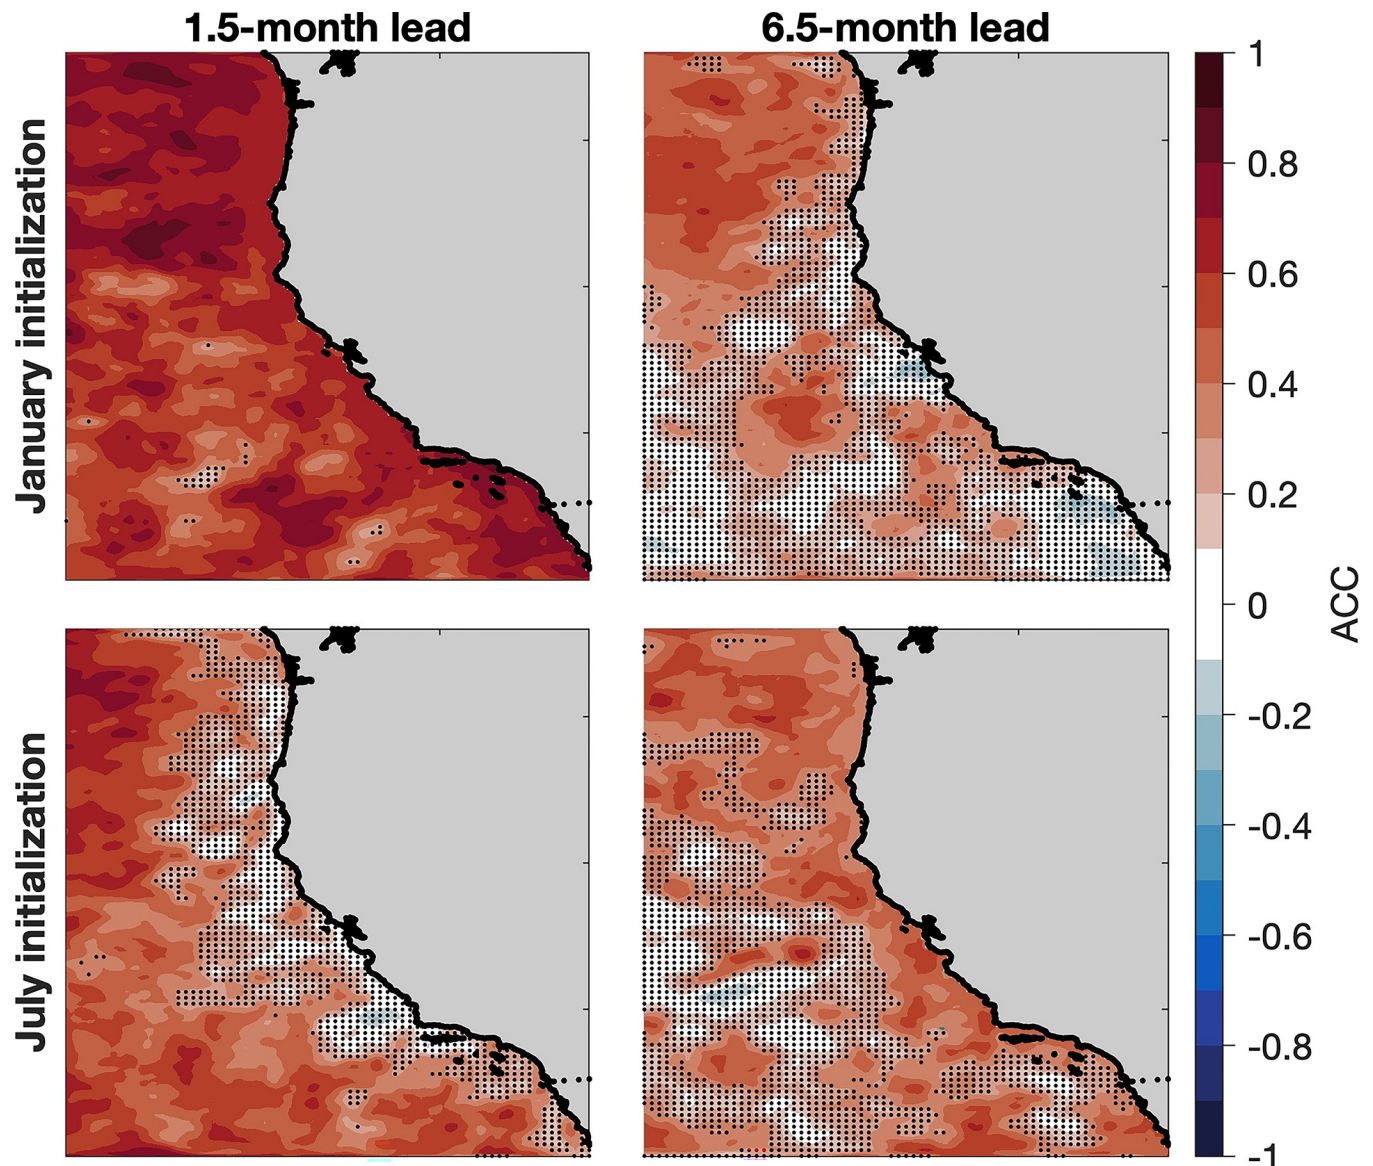 1.5-month lead
6.5-month lead
January initialization
July initialization
1
0.8
0.6
0.4
0.2
0
-0.2
-0.4
-0.6
-0.8
-1
ACC